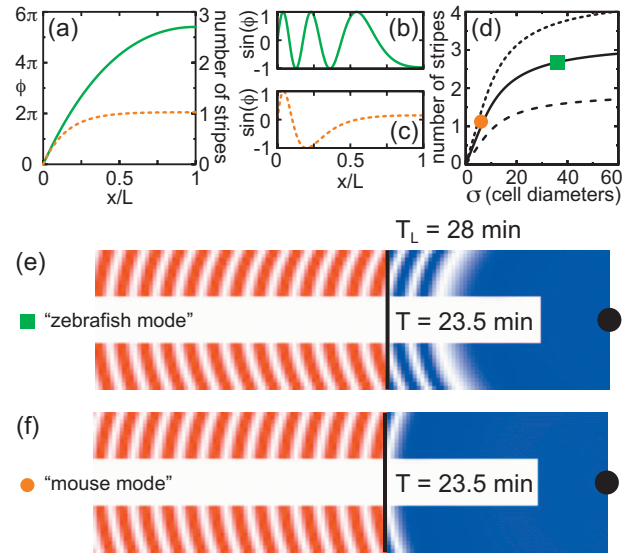 (a)
6π
4π
ϕ
2π
0
0
0.5
1
x/L
3
2
1
0
number of stripes
(b)
1
-1
sin(ϕ)
(c)
1
0
-1
sin(ϕ)
0
0.5
1
x/L
(d)
number of stripes
4
3
2
1
0
0
20
40
60
σ (cell diameters)
T_L = 28 min
(e)
"zebrafish mode"
T = 23.5 min
(f)
"mouse mode"
T = 23.5 min